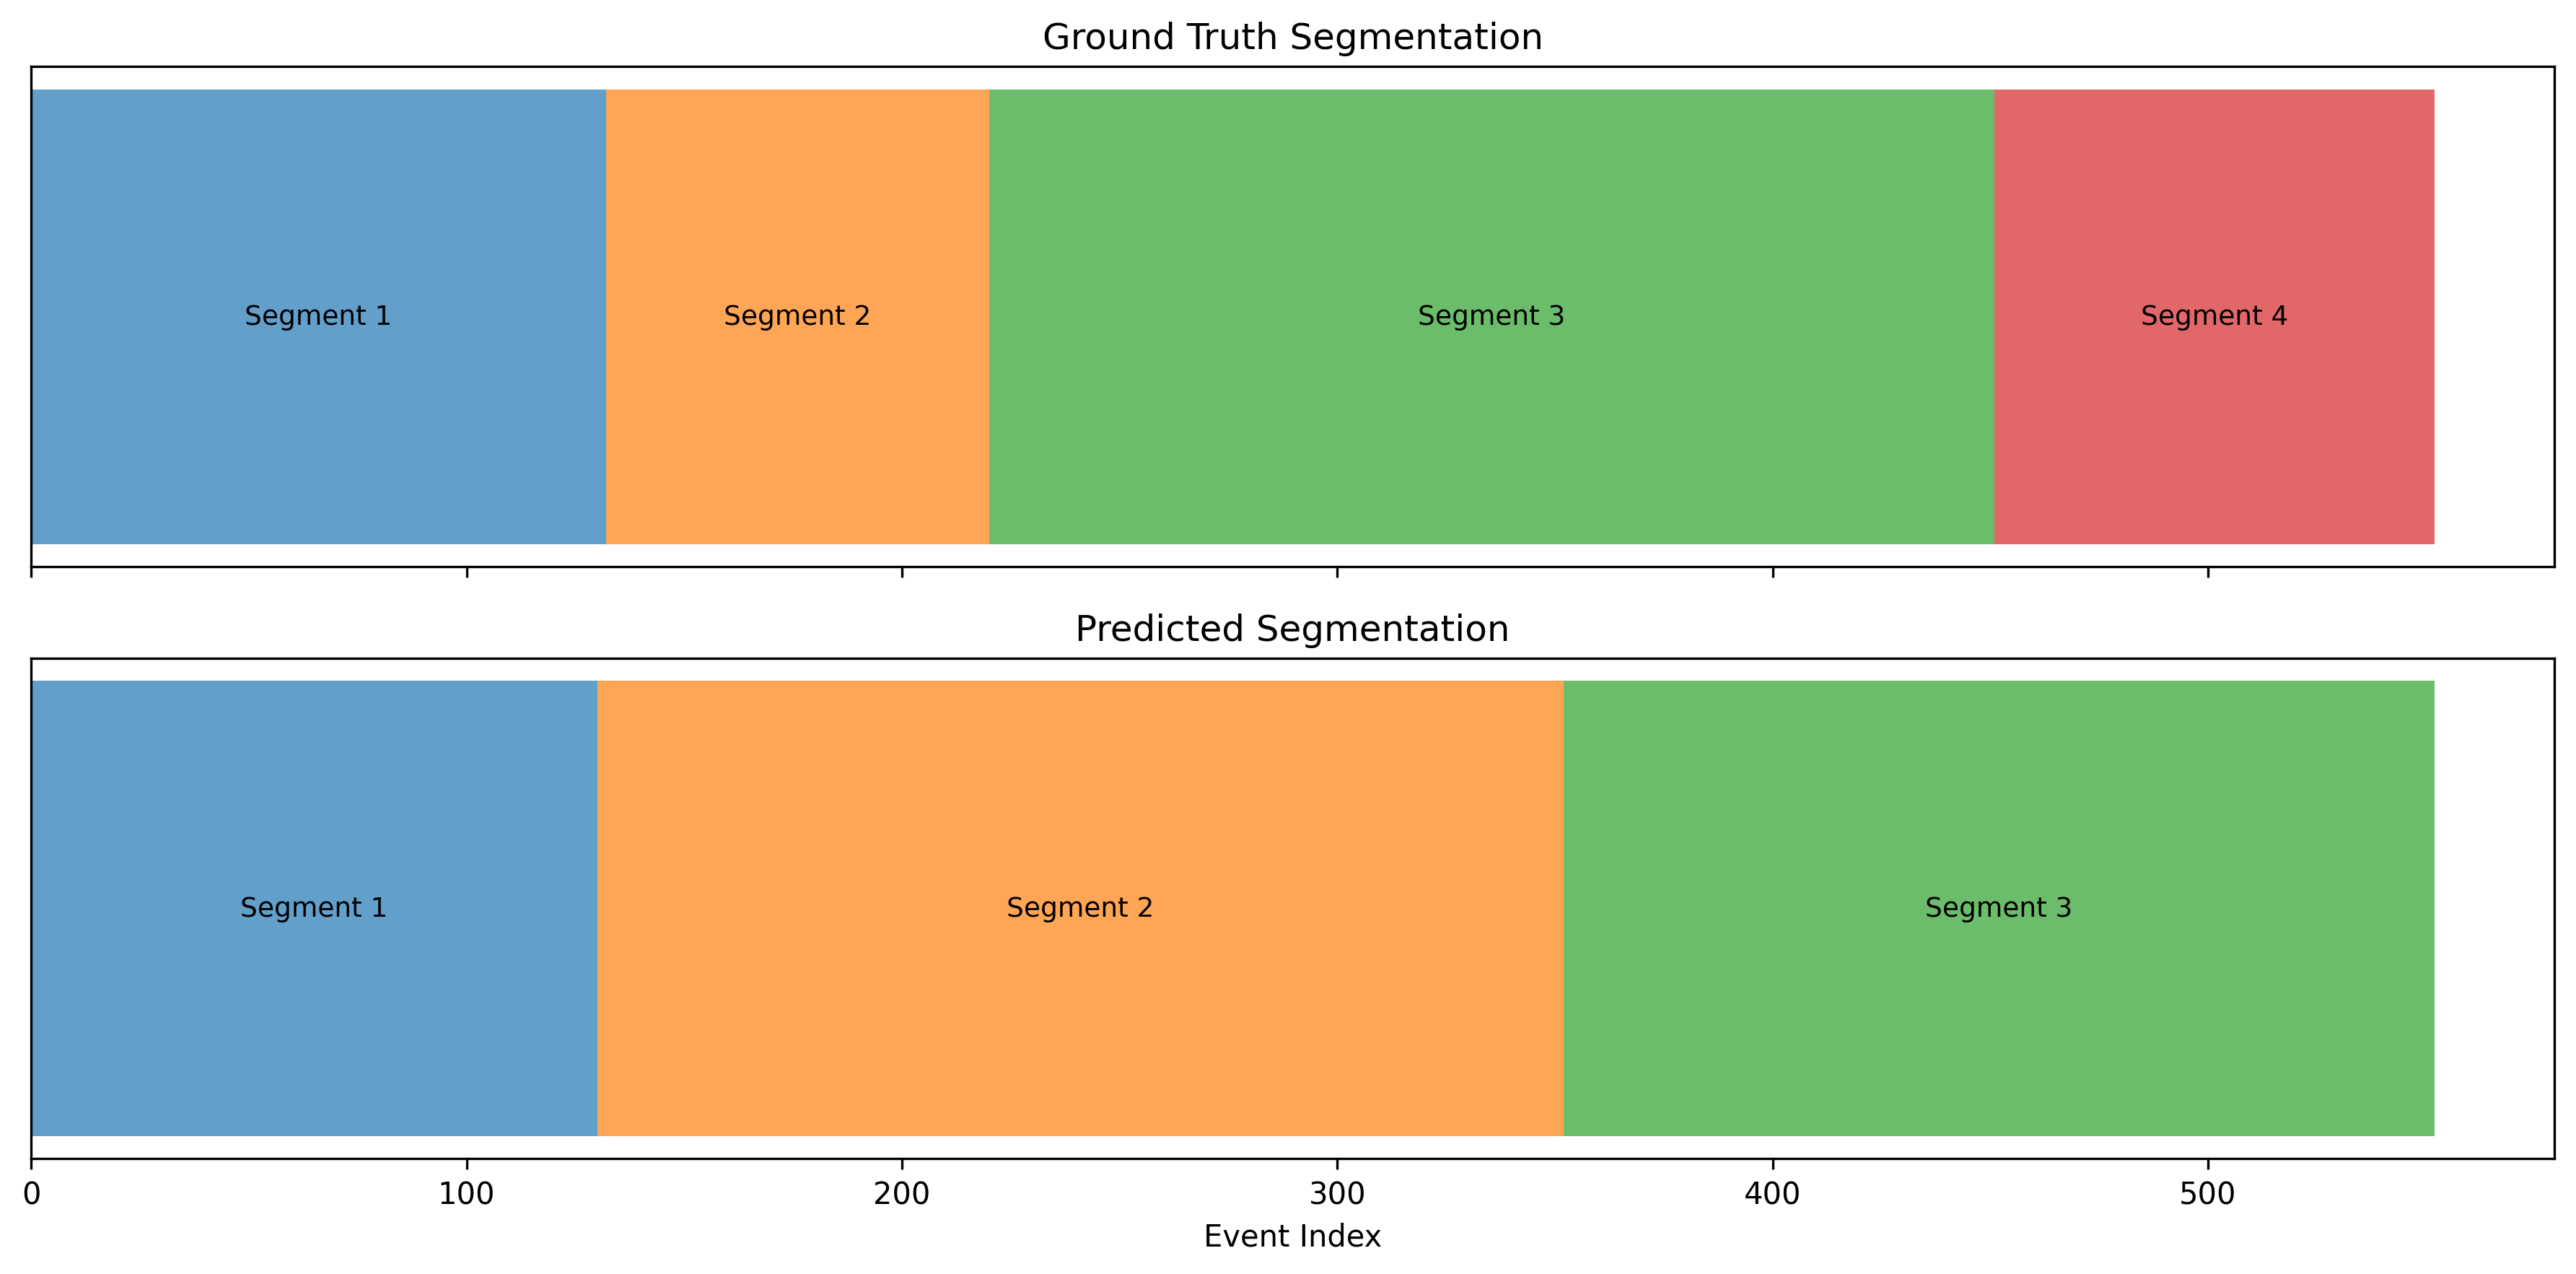 Ground Truth Segmentation
Segment 1 Segment 2 Segment 3 Segment 4
Predicted Segmentation
Segment 1 Segment 2 Segment 3
0 100 200 300 400 500
Event Index